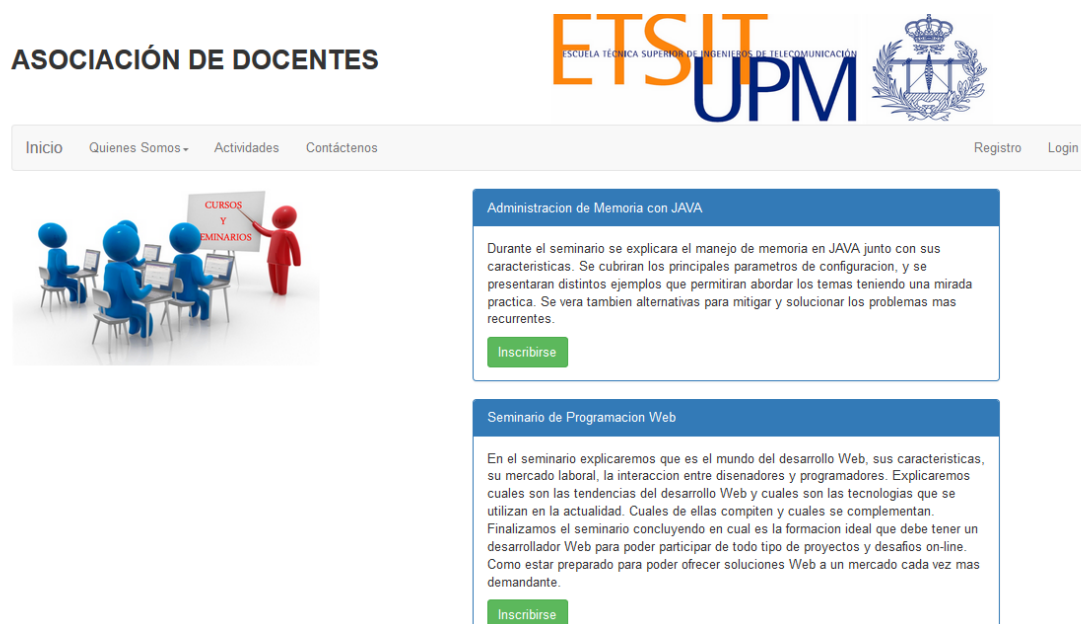 ASOCIACIÓN DE DOCENTES
ETSIT
ESCUELA TÉCNICA SUPERIOR DE INGENIEROS DE TELECOMUNICACIÓN
UPM
Inicio Quienes Somos Actividades Contáctenos Registro Login
CURSOS
Y
SEMINARIOS
Administracion de Memoria con JAVA
Durante el seminario se explicara el manejo de memoria en JAVA junto con sus
caracteristicas. Se cubriran los principales parametros de configuracion, y se
presentaran distintos ejemplos que permitiran abordar los temas teniendo una mirada
practica. Se vera tambien alternativas para mitigar y solucionar los problemas mas
recurrentes.
Inscribirse
Seminario de Programacion Web
En el seminario explicaremos que es el mundo del desarrollo Web, sus caracteristicas,
su mercado laboral, la interaccion entre disenadores y programadores. Explicaremos
cuales son las tendencias del desarrollo Web y cuales son las tecnologias que se
utilizan en la actualidad. Cuales de ellas compiten y cuales se complementan.
Finalizamos el seminario concluyendo en cual es la formacion ideal que debe tener un
desarrollador Web para poder participar de todo tipo de proyectos y desafios on-line.
Como estar preparado para poder ofrecer soluciones Web a un mercado cada vez mas
demandante.
Inscribirse